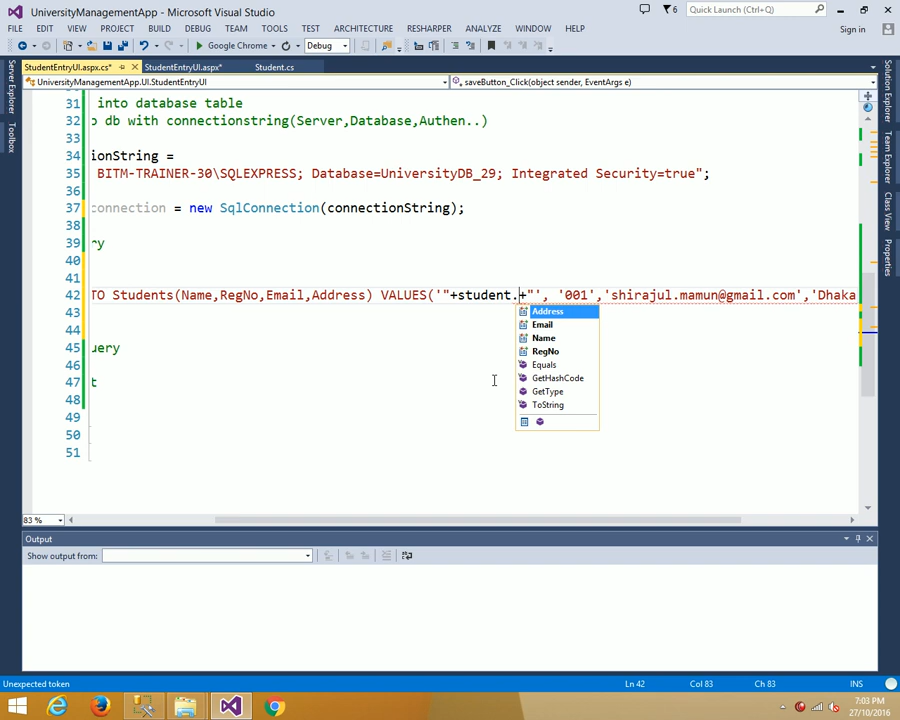 UniversityManagementApp - Microsoft Visual Studio
Quick Launch (Ctrl+Q)
FILE EDIT VIEW PROJECT BUILD DEBUG TEAM TOOLS TEST ARCHITECTURE RESHARPER ANALYZE WINDOW HELP
Sign in
Google Chrome
Debug
StudentEntryUI.aspx.cs*
StudentEntryUI.aspx*
Student.cs
UniversityManagementApp.UI.StudentEntryUI
saveButton_Click(object sender, EventArgs e)
Server Explorer
Toolbox
Solution Explorer
Team Explorer
Class View
Properties
31 into database table
32 o db with connectionstring(Server,Database,Authen..)
33
34 ionString =
35 BITM-TRAINER-30\SQLEXPRESS; Database=UniversityDB_29; Integrated Security=true";
36
37 connection = new SqlConnection(connectionString);
38
39 ry
40
41
42 TO Students(Name,RegNo,Email,Address) VALUES('"+student.+"', '001','shirajul.mamun@gmail.com','Dhaka
43
44
45 uery
46
47 t
48
49
50
51
Address
Email
Name
RegNo
Equals
GetHashCode
GetType
ToString
83 %
Output
Show output from:
Unexpected token
Ln 42
Col 83
Ch 83
INS
7:03 PM
27/10/2016